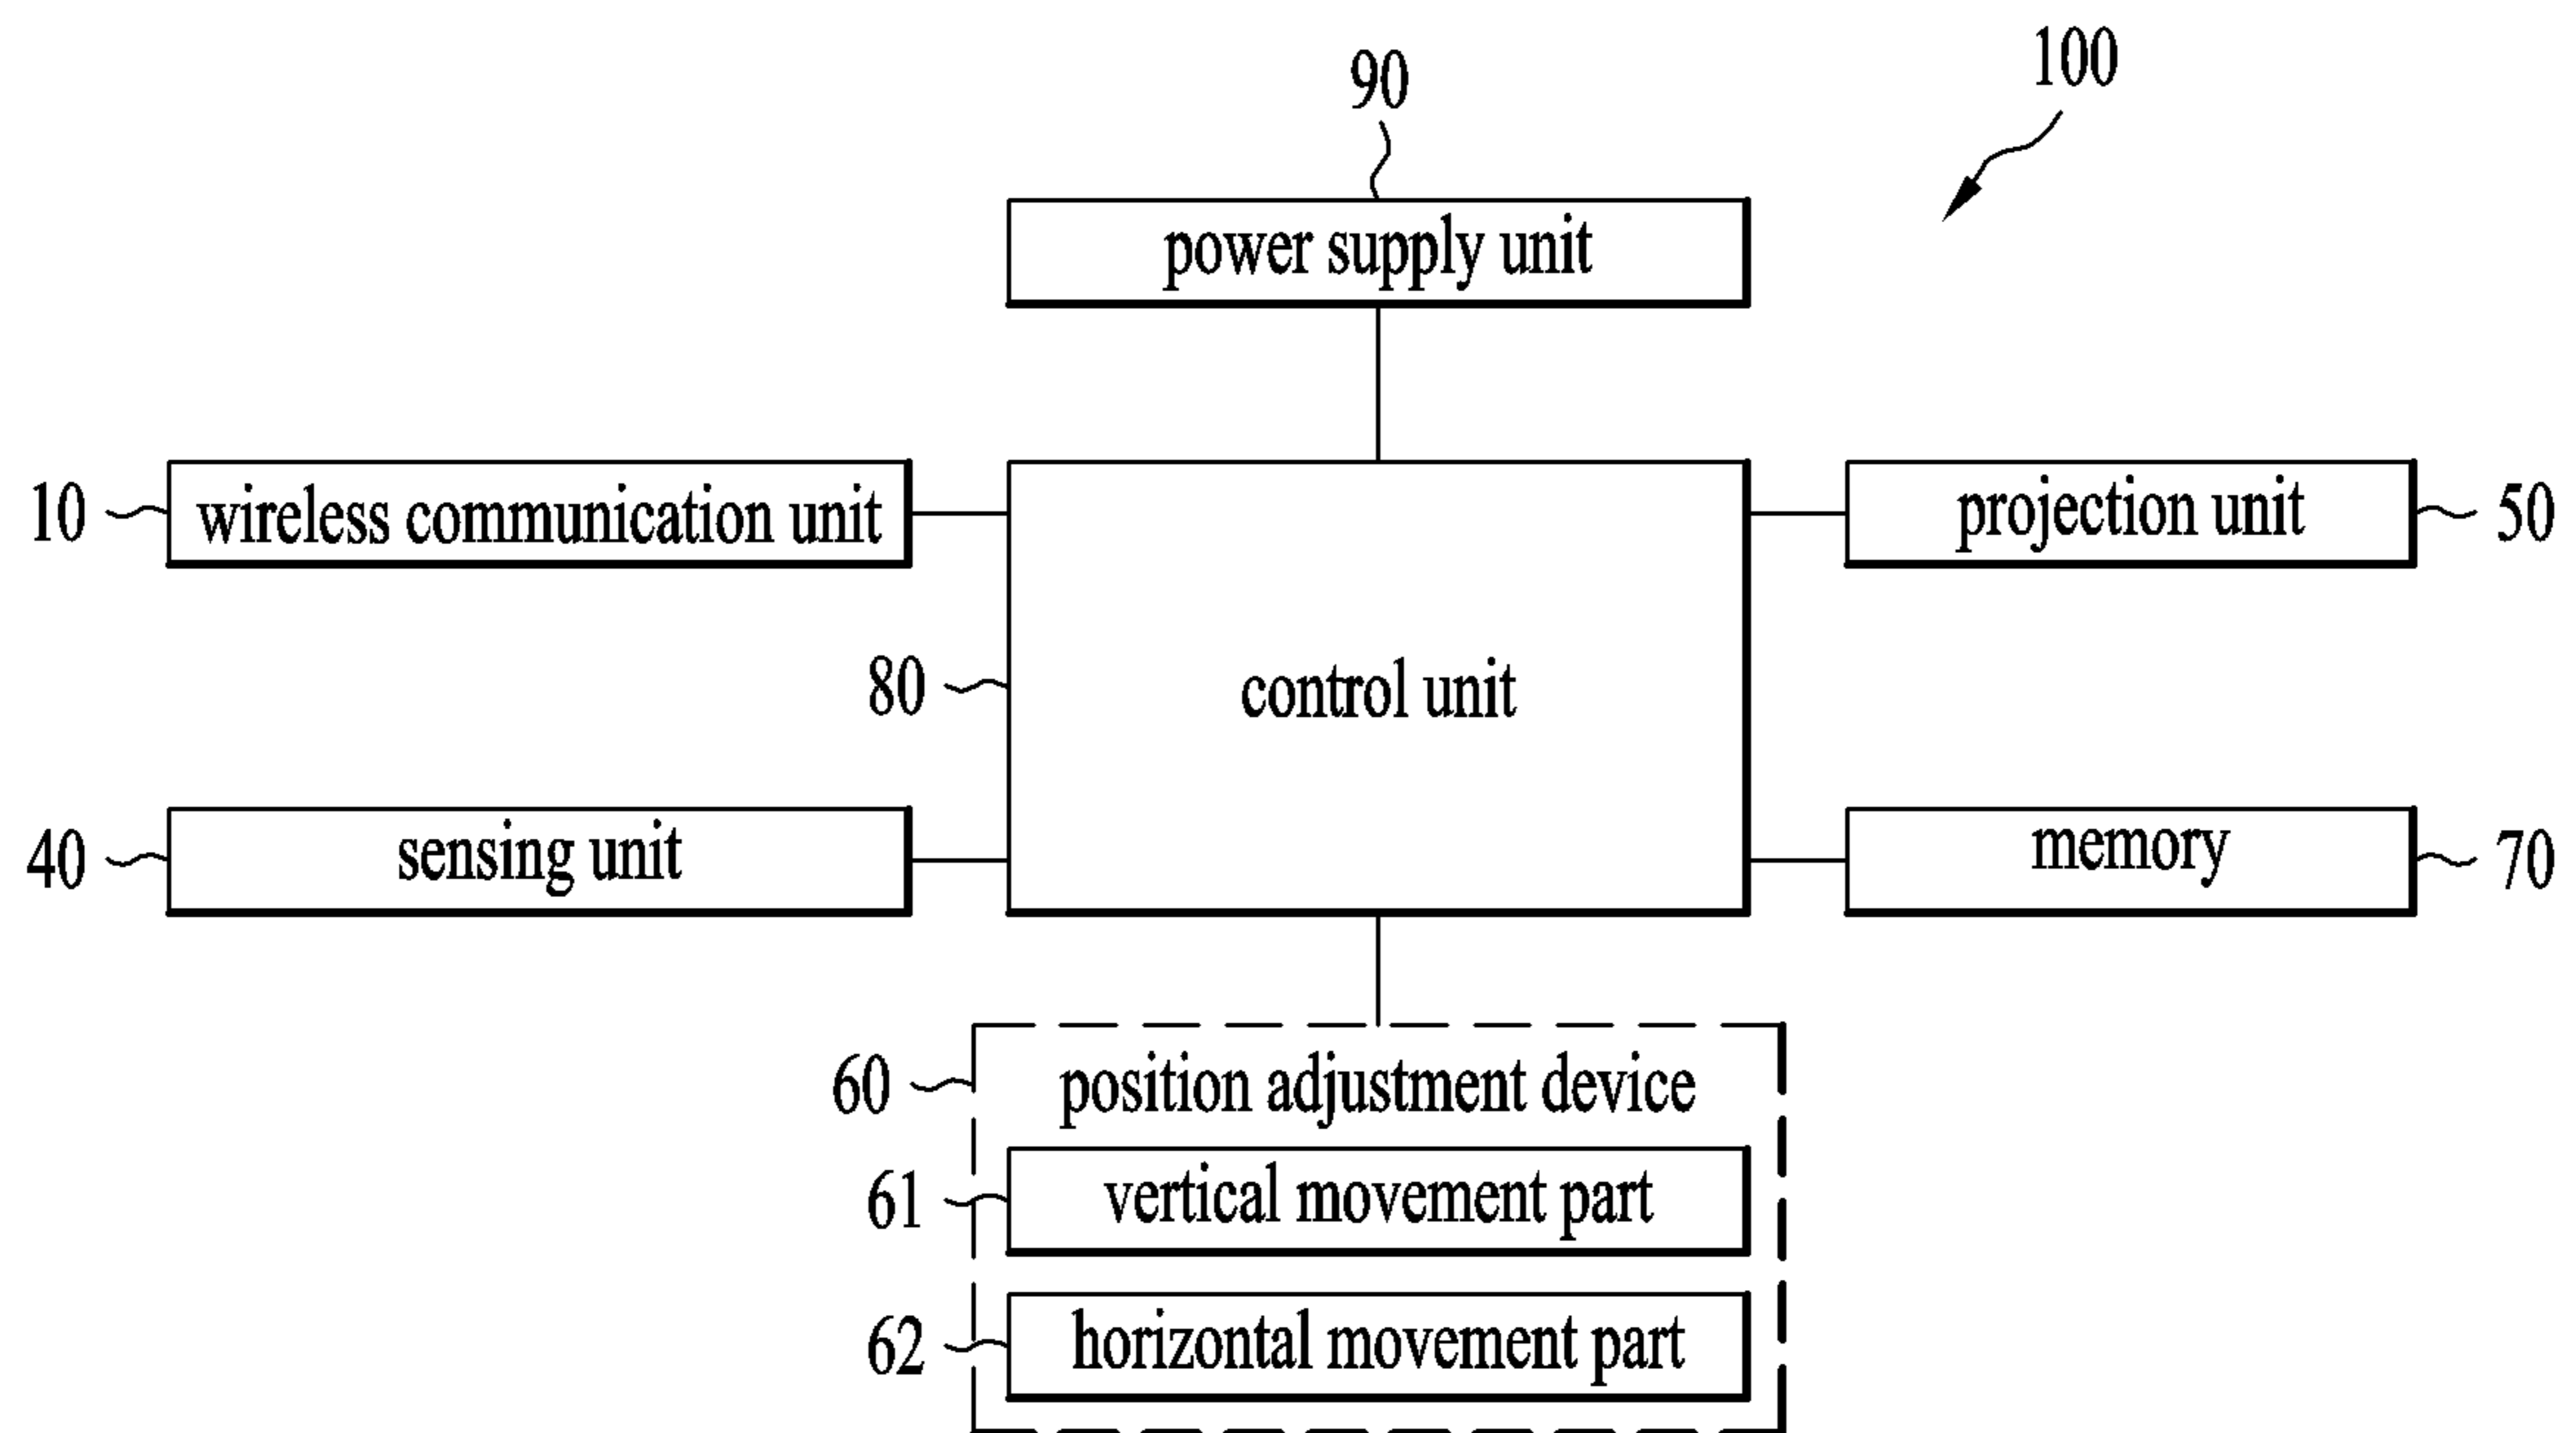 100
90
power supply unit
10
wireless communication unit
projection unit
50
80
control unit
40
sensing unit
memory
70
60
position adjustment device
61
vertical movement part
62
horizontal movement part